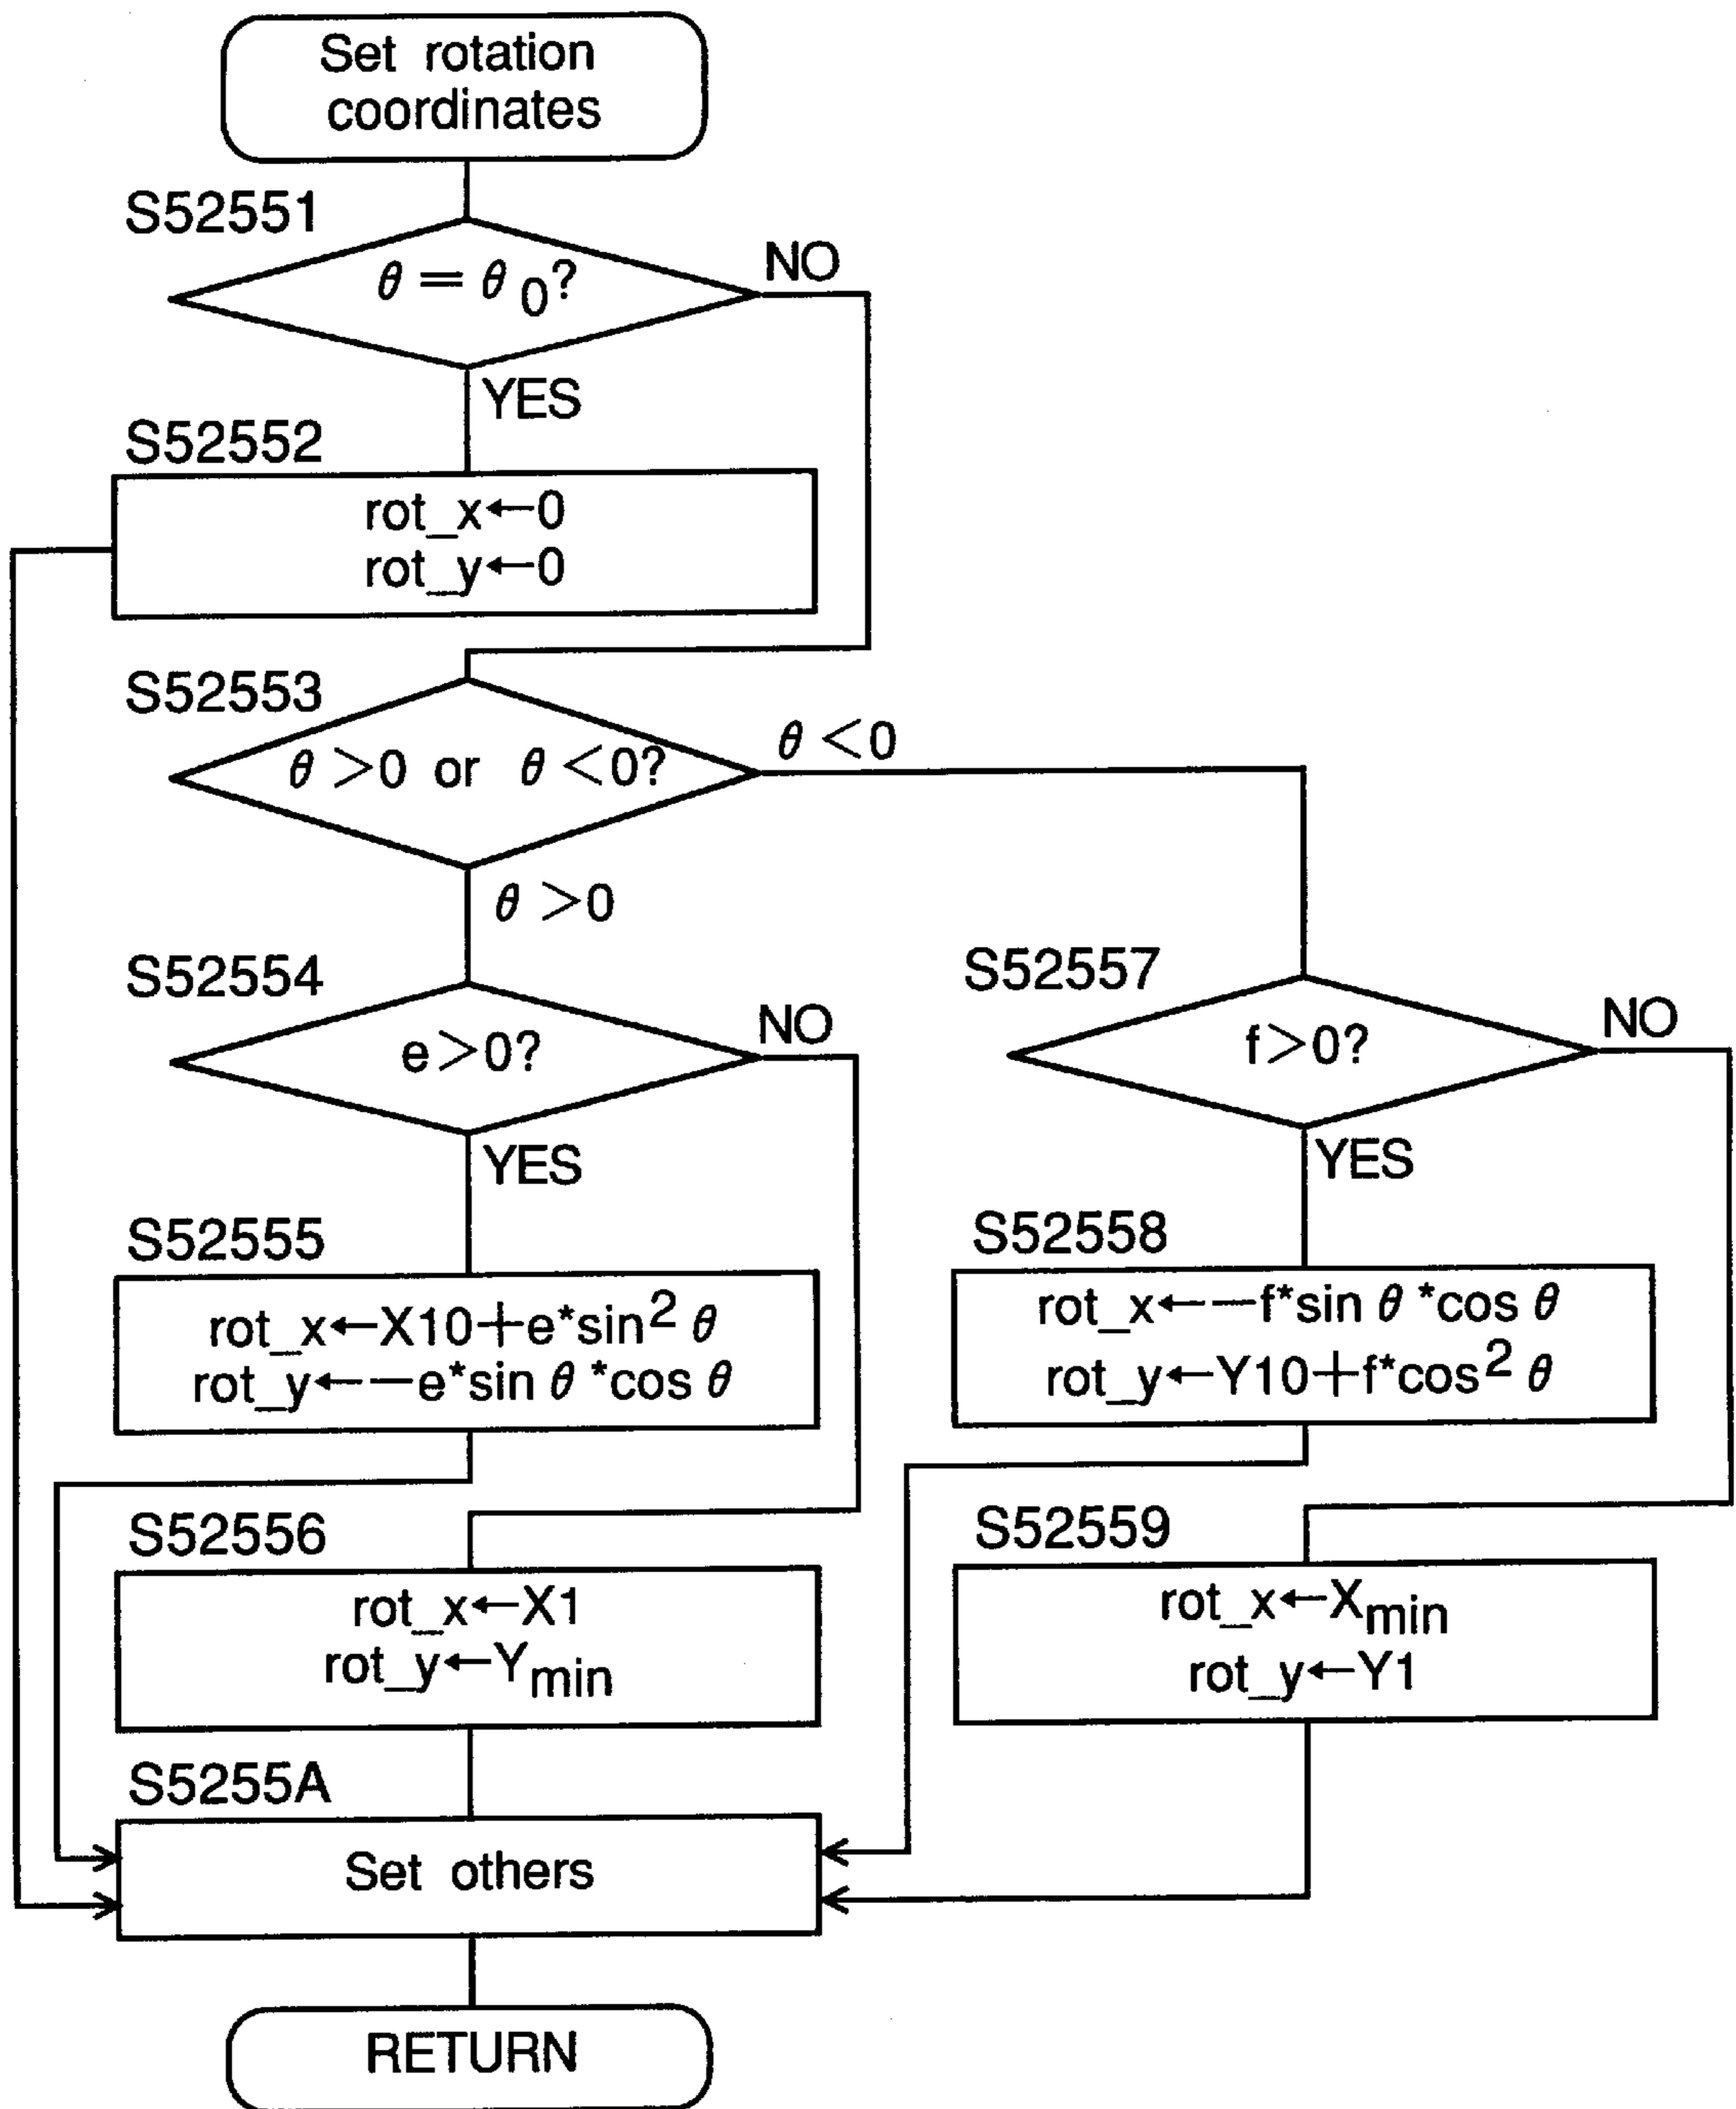 Set rotation
coordinates
S52551
θ = θ 0?
NO
YES
S52552
rot_x←0
rot_y←0
S52553
θ >0 or θ <0?
θ <0
θ >0
S52554
e>0?
NO
YES
S52557
f>0?
NO
YES
S52555
rot_x←X10+e*sin² θ
rot_y←−e*sin θ *cos θ
S52558
rot_x←−f*sin θ *cos θ
rot_y←Y10+f*cos² θ
S52556
rot_x←X1
rot_y←Ymin
S52559
rot_x←Xmin
rot_y←Y1
S5255A
Set others
RETURN